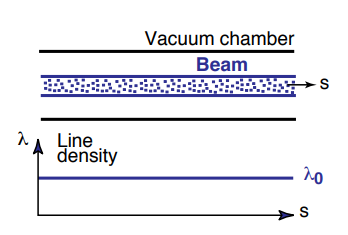 Vacuum chamber
Beam
s
λ
Line
density
λ0
s